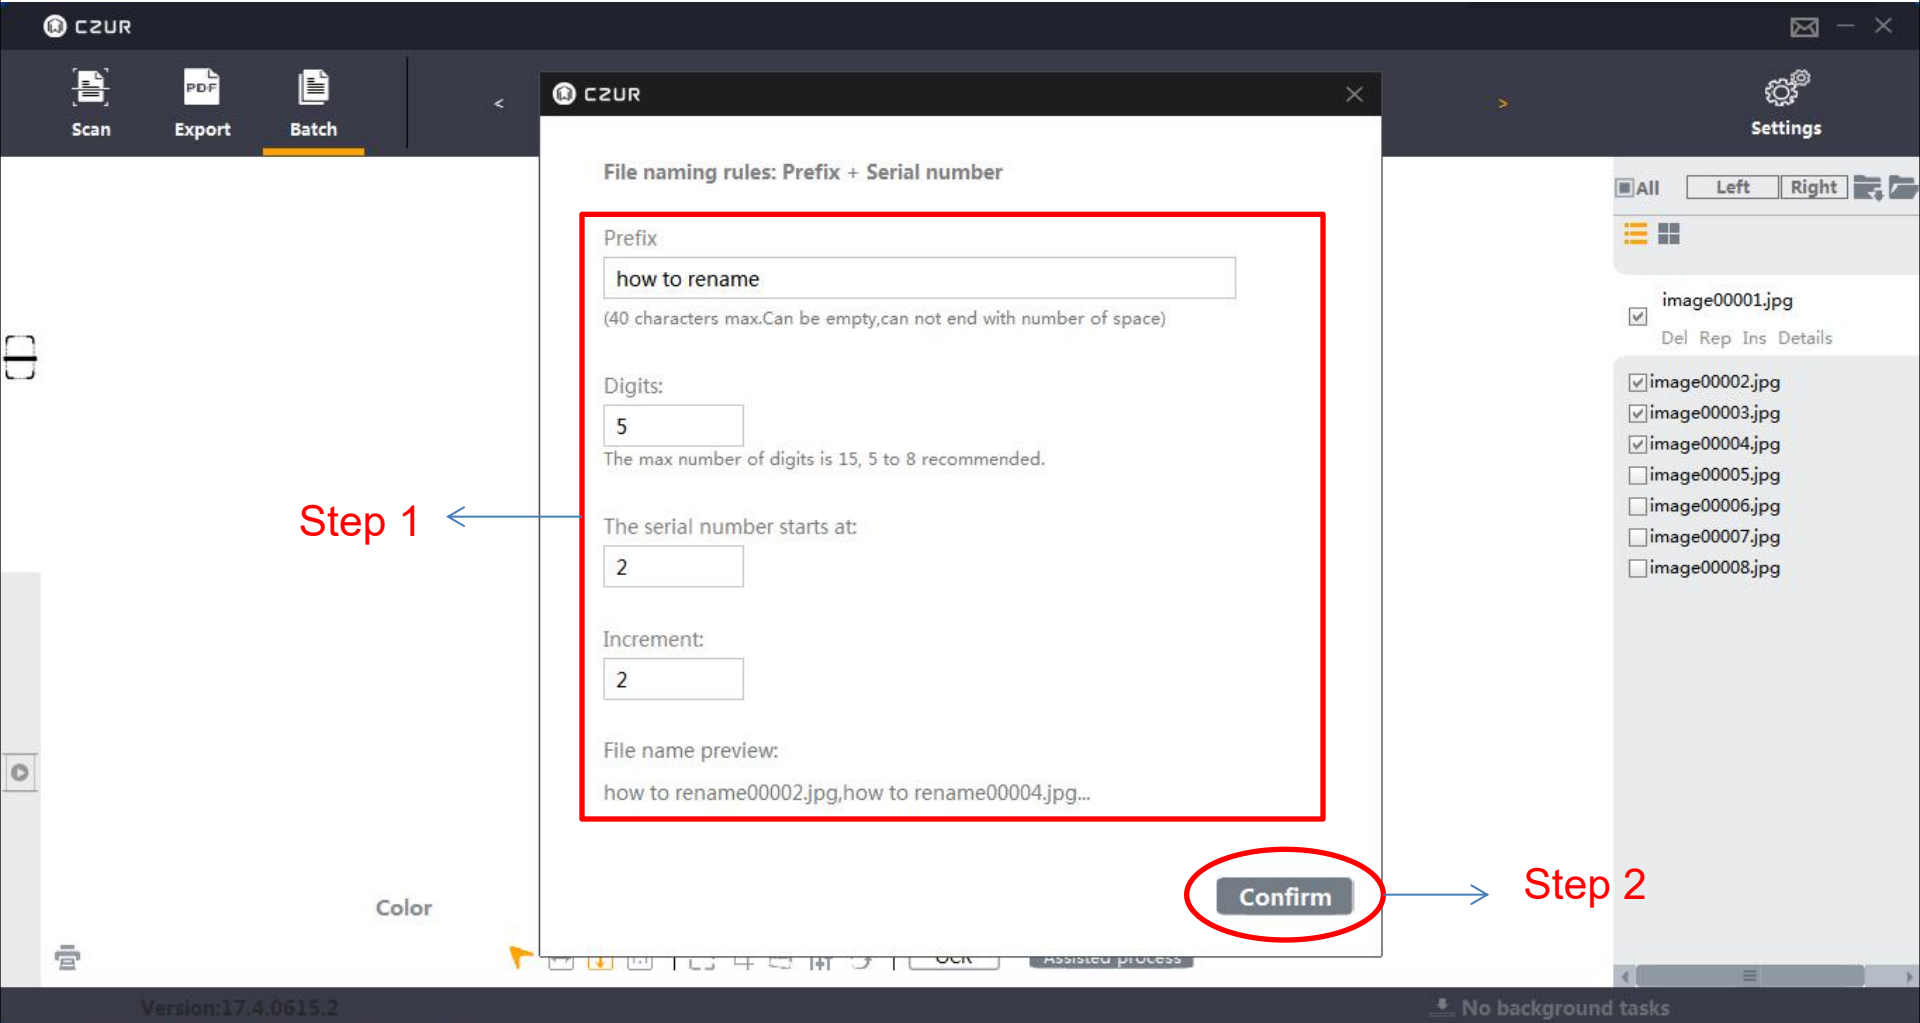 CZUR
Scan
Export
Batch
<
>
Settings
CZUR
File naming rules: Prefix + Serial number
Prefix
how to rename
(40 characters max.Can be empty,can not end with number of space)
Digits:
5
The max number of digits is 15, 5 to 8 recommended.
The serial number starts at:
2
Increment:
2
File name preview:
how to rename00002.jpg,how to rename00004.jpg...
Confirm
Step 1
Step 2
All
Left
Right
image00001.jpg
Del Rep Ins Details
image00002.jpg
image00003.jpg
image00004.jpg
image00005.jpg
image00006.jpg
image00007.jpg
image00008.jpg
Color
OCR
Assisted process
Version:17.4.0615.2
No background tasks